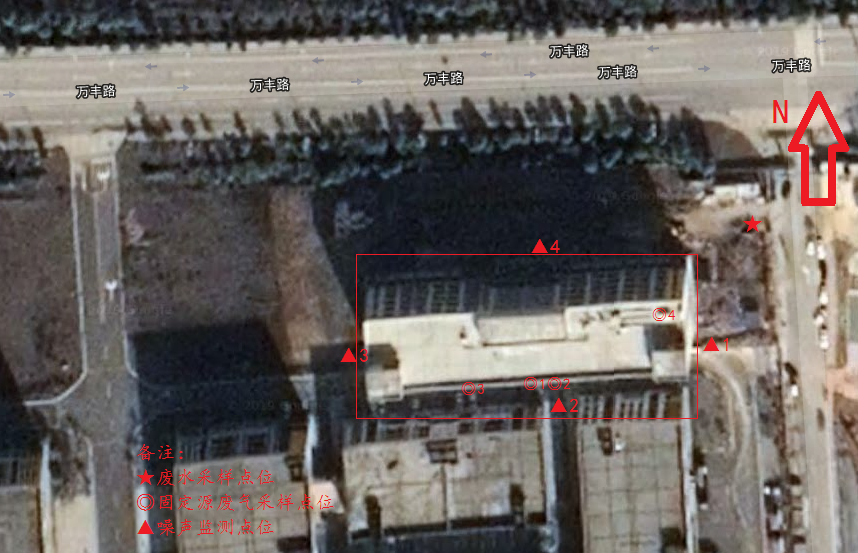 万丰路
万丰路
万丰路
万丰路
万丰路
万丰路
N
★
▲4
◎4
▲1
▲3
◎3
◎1◎2
▲2
备注：
★废水采样点位
◎固定源废气采样点位
▲噪声监测点位